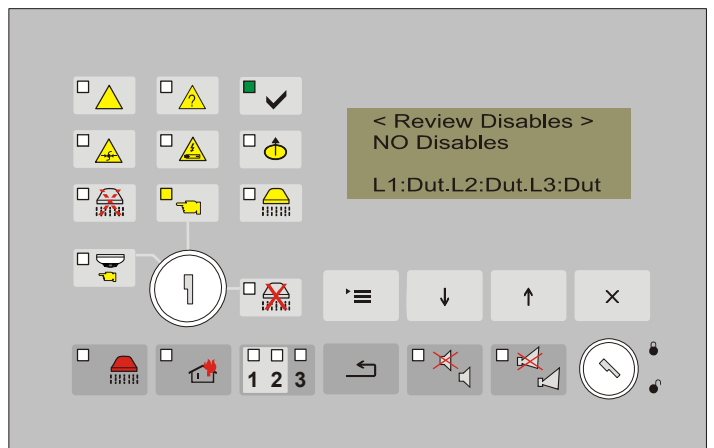 < Review Disables >
NO Disables
L1:Dut.L2:Dut.L3:Dut
?
1 2 3